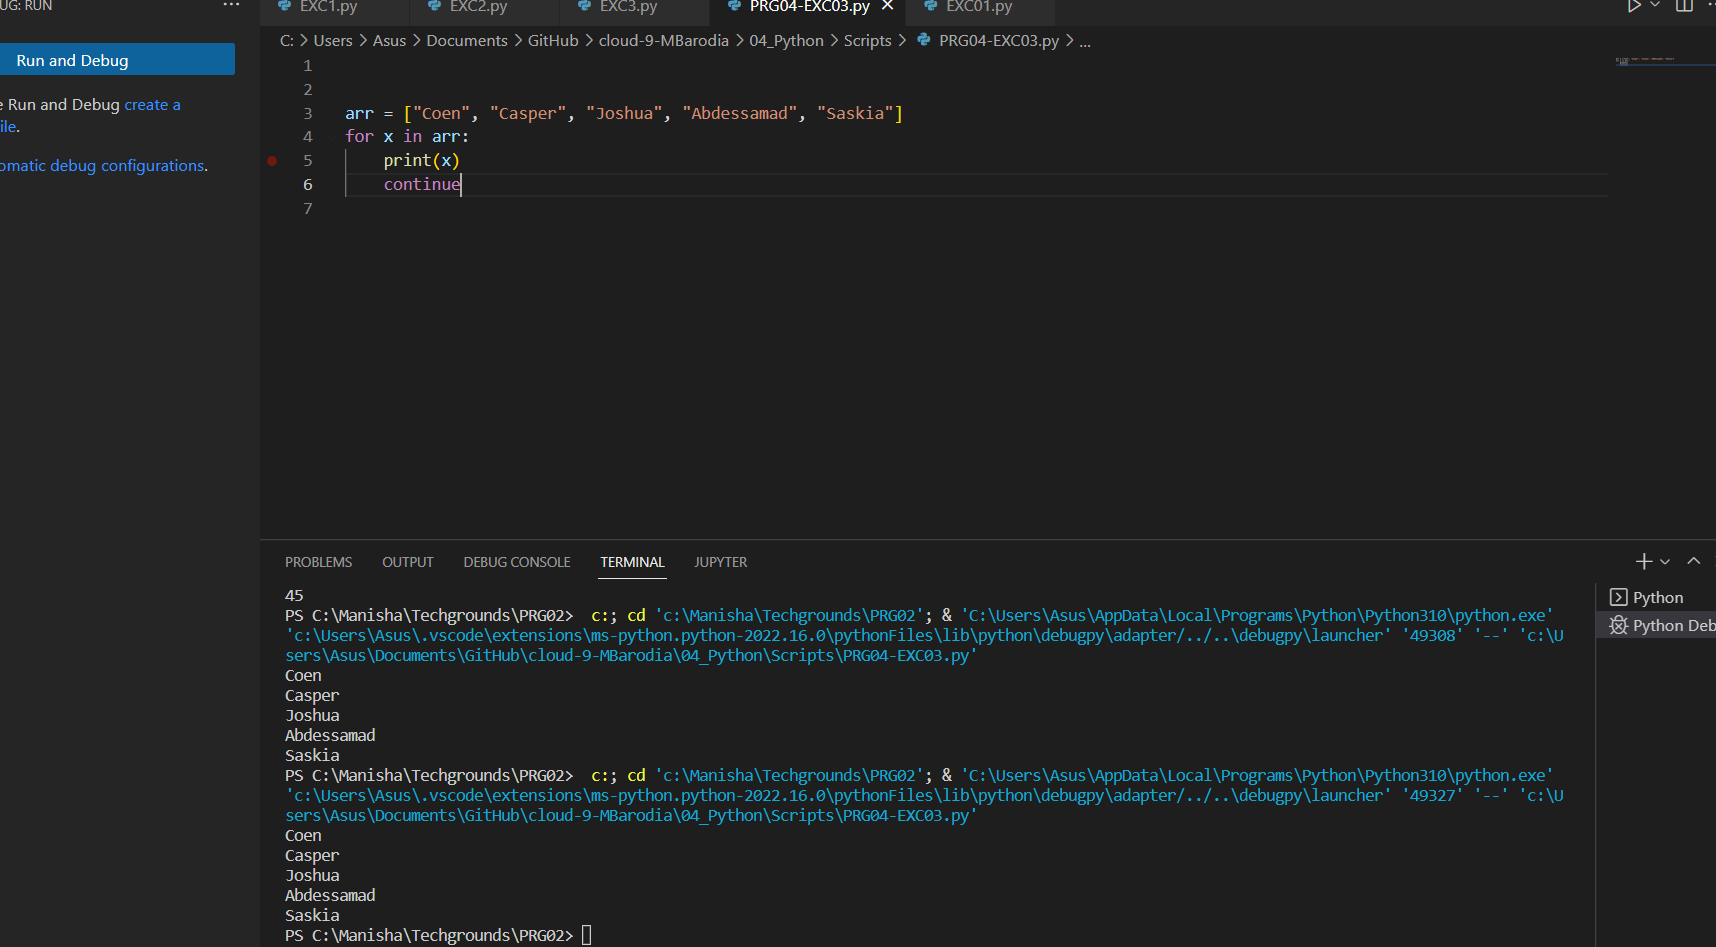 UG: RUN
...
EXC1.py
EXC2.py
EXC3.py
PRG04-EXC03.py
EXC01.py
Run and Debug
e Run and Debug create a
ile.
omatic debug configurations.
C: > Users > Asus > Documents > GitHub > cloud-9-MBarodia > 04_Python > Scripts > PRG04-EXC03.py > ...
1
2
3 arr = ["Coen", "Casper", "Joshua", "Abdessamad", "Saskia"]
4 for x in arr:
5     print(x)
6     continue
7
PROBLEMS OUTPUT DEBUG CONSOLE TERMINAL JUPYTER
45
PS C:\Manisha\Techgrounds\PRG02>  c:; cd 'c:\Manisha\Techgrounds\PRG02'; & 'C:\Users\Asus\AppData\Local\Programs\Python\Python310\python.exe'
'c:\Users\Asus\.vscode\extensions\ms-python.python-2022.16.0\pythonFiles\lib\python\debugpy\adapter/../..\debugpy\launcher' '49308' '--' 'c:\U
sers\Asus\Documents\GitHub\cloud-9-MBarodia\04_Python\Scripts\PRG04-EXC03.py'
Coen
Casper
Joshua
Abdessamad
Saskia
PS C:\Manisha\Techgrounds\PRG02>  c:; cd 'c:\Manisha\Techgrounds\PRG02'; & 'C:\Users\Asus\AppData\Local\Programs\Python\Python310\python.exe'
'c:\Users\Asus\.vscode\extensions\ms-python.python-2022.16.0\pythonFiles\lib\python\debugpy\adapter/../..\debugpy\launcher' '49327' '--' 'c:\U
sers\Asus\Documents\GitHub\cloud-9-MBarodia\04_Python\Scripts\PRG04-EXC03.py'
Coen
Casper
Joshua
Abdessamad
Saskia
PS C:\Manisha\Techgrounds\PRG02>
Python
Python Deb